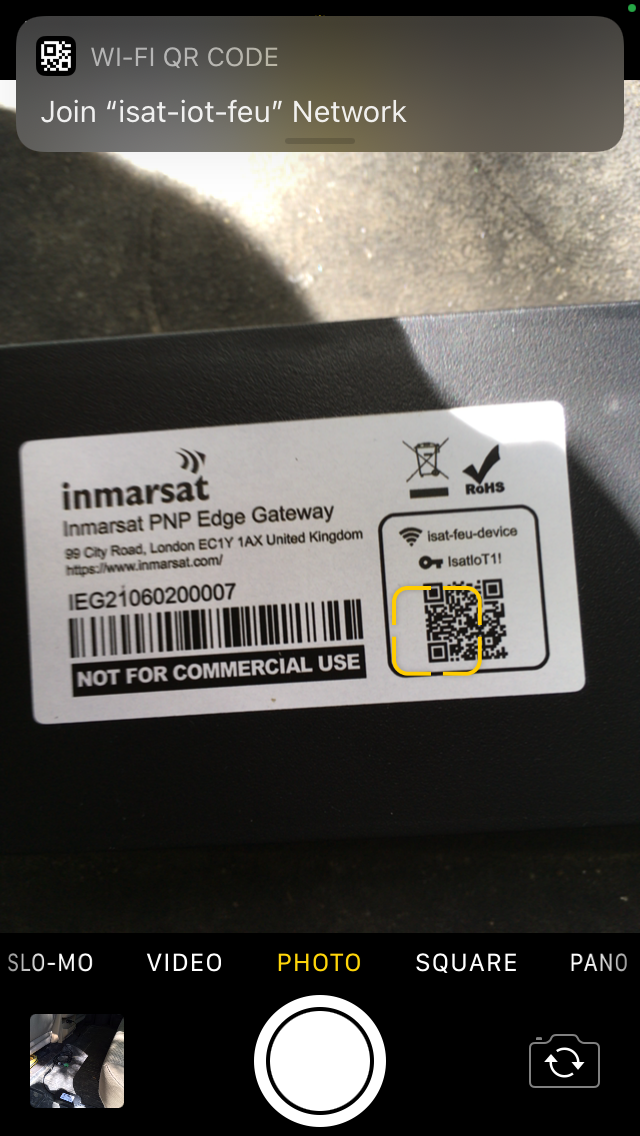 WI-FI QR CODE
Join “isat-iot-feu” Network
inmarsat
Inmarsat PNP Edge Gateway
99 City Road, London EC1Y 1AX United Kingdom
https://www.inmarsat.com/
IEG21060200007
NOT FOR COMMERCIAL USE
RoHS
isat-feu-device
IsatIoT1!
SLO-MO VIDEO PHOTO SQUARE PANO